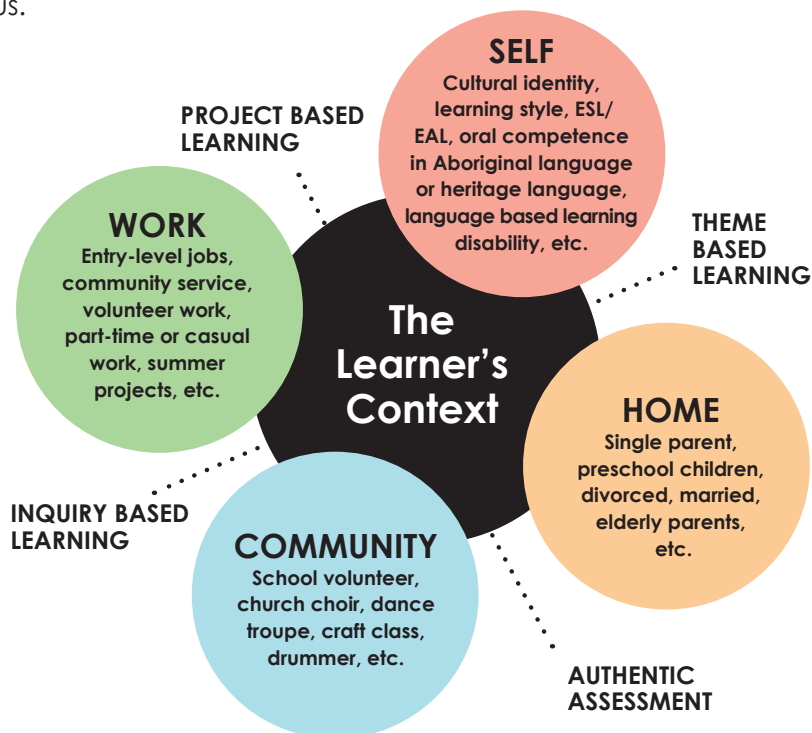 us.
SELF
Cultural identity,
learning style, ESL/
EAL, oral competence
in Aboriginal language
or heritage language,
language based learning
disability, etc.
PROJECT BASED
LEARNING
WORK
Entry-level jobs,
community service,
volunteer work,
part-time or casual
work, summer
projects, etc.
THEME
BASED
LEARNING
The
Learner’s
Context
HOME
Single parent,
preschool children,
divorced, married,
elderly parents,
etc.
INQUIRY BASED
LEARNING
COMMUNITY
School volunteer,
church choir, dance
troupe, craft class,
drummer, etc.
AUTHENTIC
ASSESSMENT